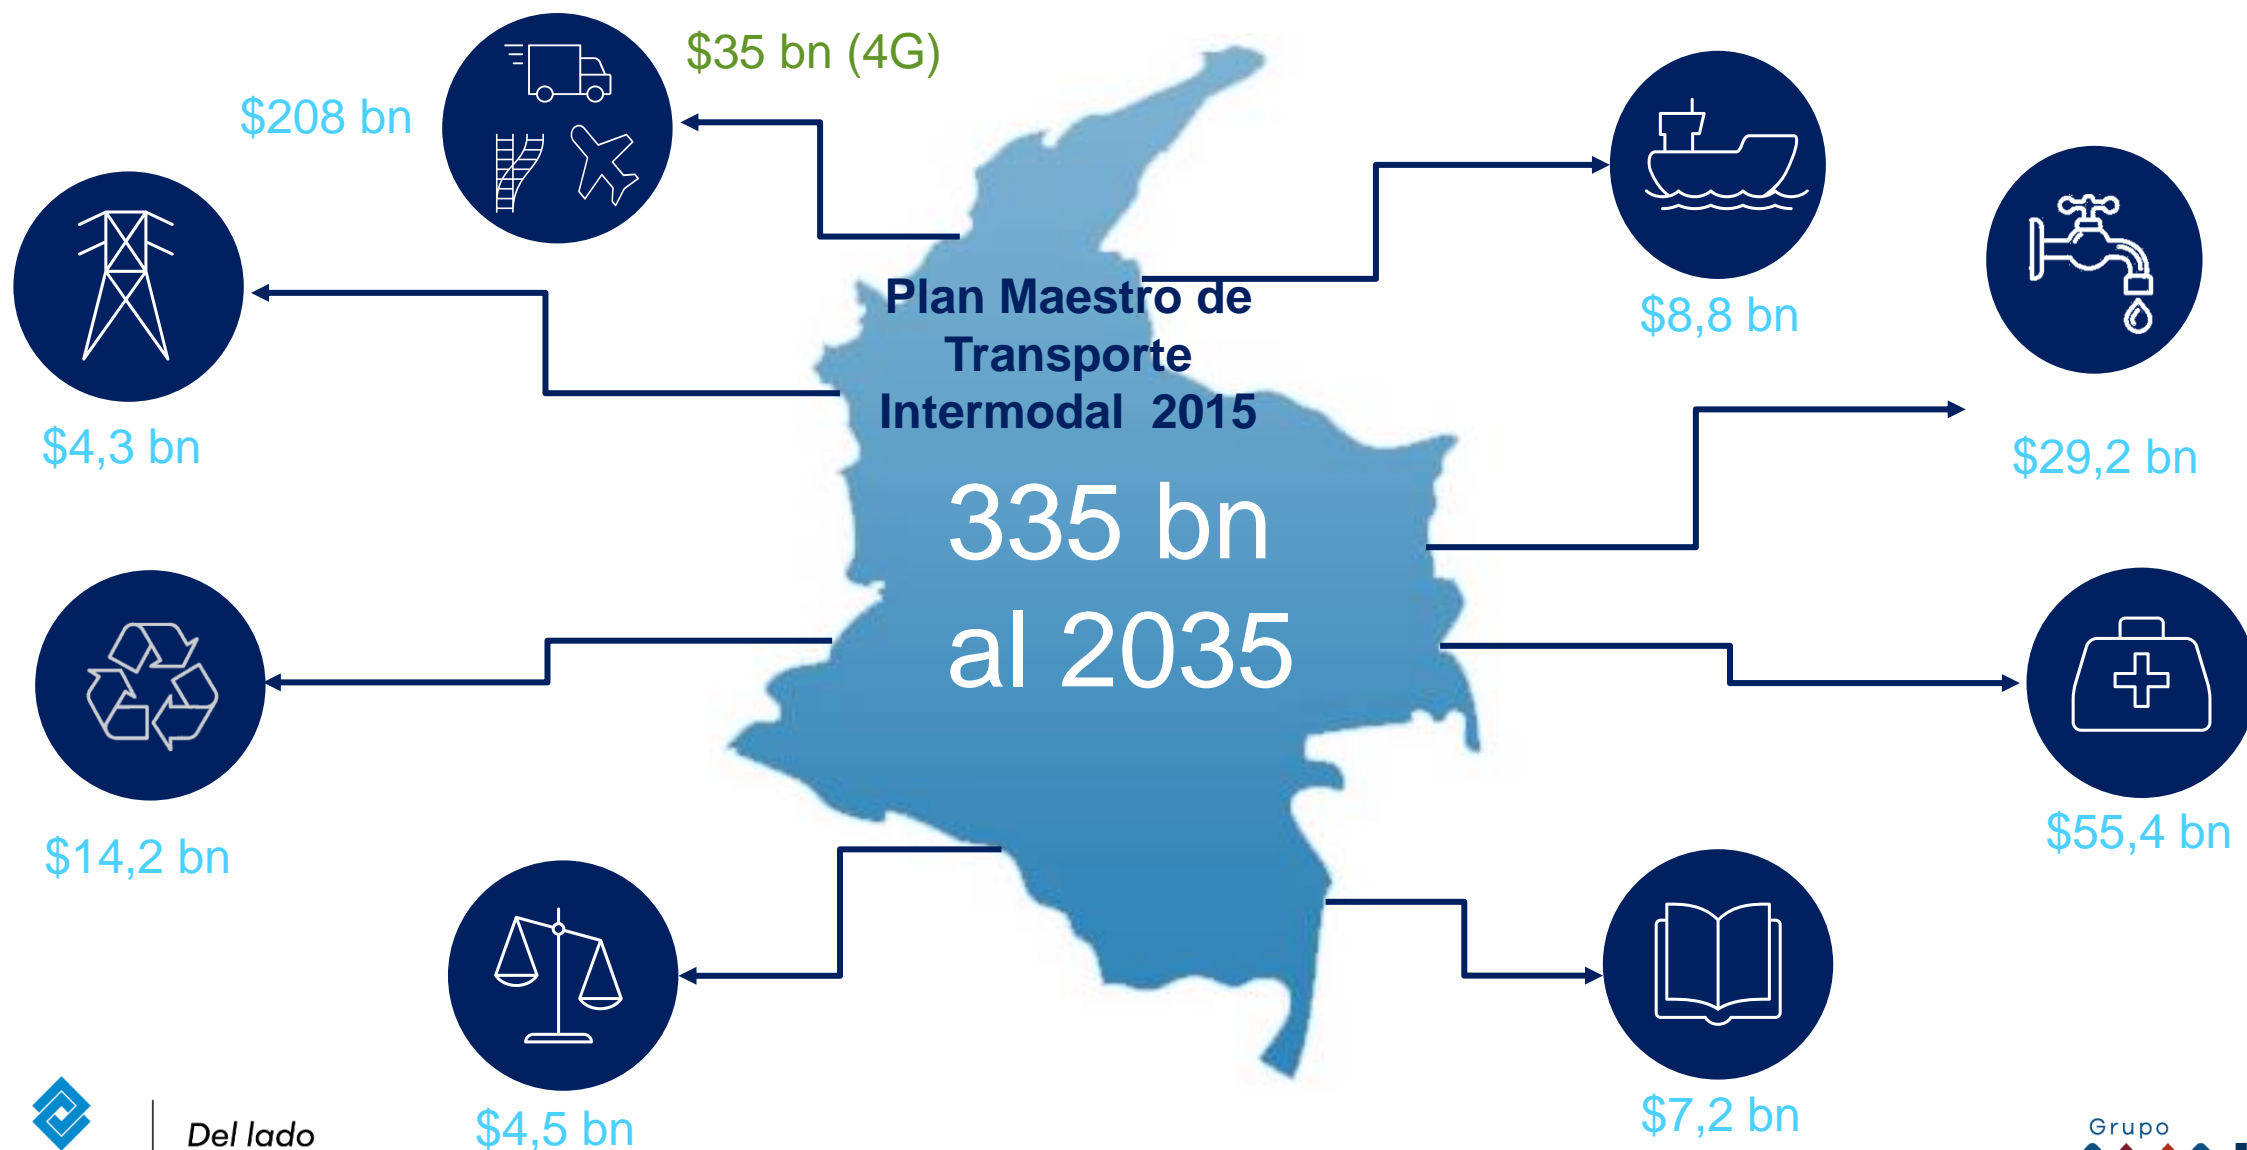 $35 bn (4G)
$208 bn
$8,8 bn
Plan Maestro de
Transporte
Intermodal 2015
$4,3 bn
$29,2 bn
335 bn
al 2035
$14,2 bn
$55,4 bn
$4,5 bn
$7,2 bn
Del lado
Grupo